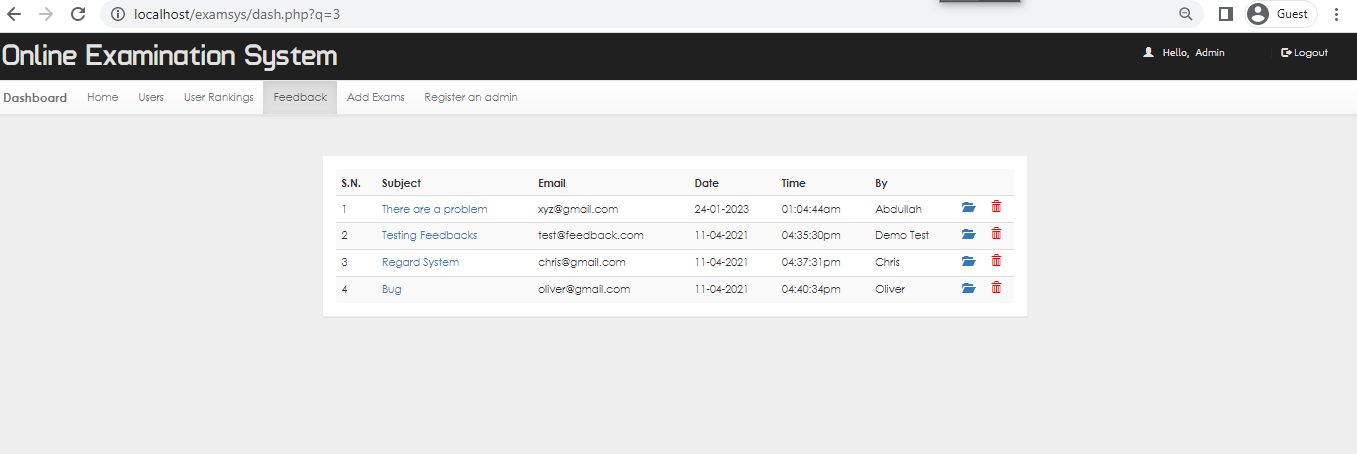 localhost/examsys/dash.php?q=3 Guest
Online Examination System Hello, Admin Logout
Dashboard Home Users User Rankings Feedback Add Exams Register an admin
S.N. Subject Email Date Time By
1 There are a problem xyz@gmail.com 24-01-2023 01:04:44am Abdullah
2 Testing Feedbacks test@feedback.com 11-04-2021 04:35:30pm Demo Test
3 Regard System chris@gmail.com 11-04-2021 04:37:31pm Chris
4 Bug oliver@gmail.com 11-04-2021 04:40:34pm Oliver